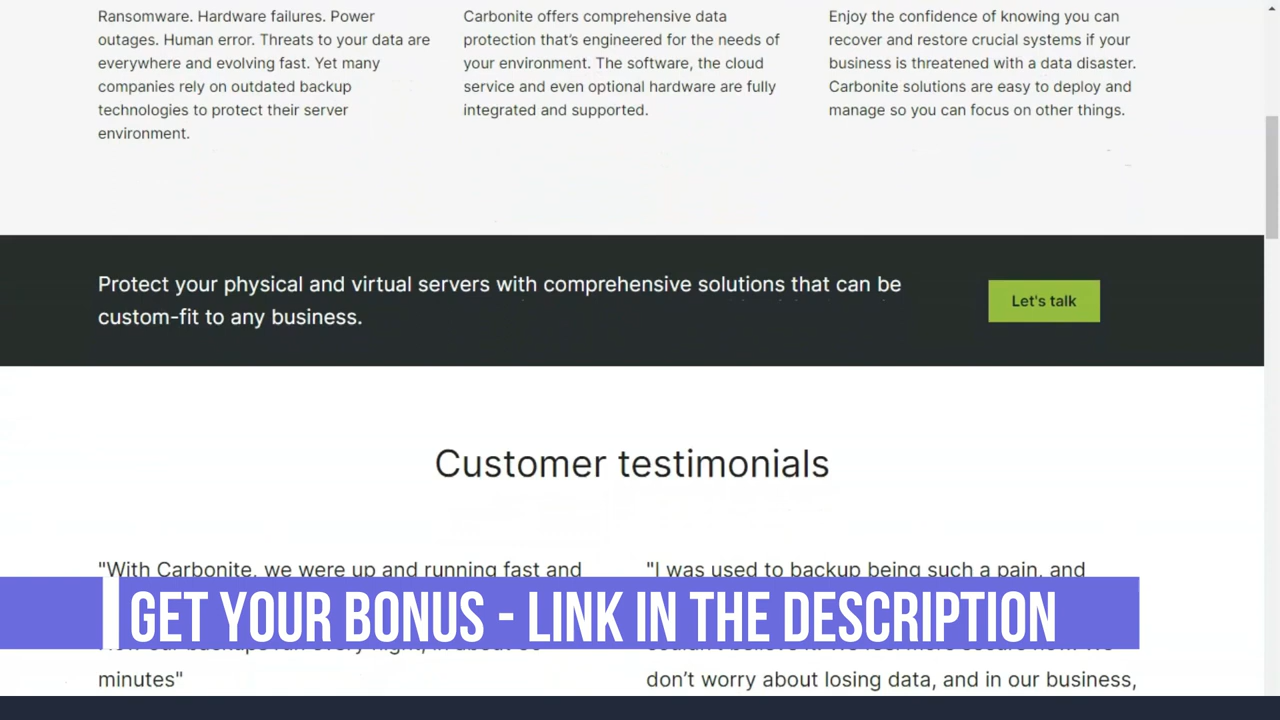 Ransomware. Hardware failures. Power
outages. Human error. Threats to your data are
everywhere and evolving fast. Yet many
companies rely on outdated backup
technologies to protect their server
environment.
Carbonite offers comprehensive data
protection that’s engineered for the needs of
your environment. The software, the cloud
service and even optional hardware are fully
integrated and supported.
Enjoy the confidence of knowing you can
recover and restore crucial systems if your
business is threatened with a data disaster.
Carbonite solutions are easy to deploy and
manage so you can focus on other things.
Protect your physical and virtual servers with comprehensive solutions that can be
custom-fit to any business.
Let's talk
Customer testimonials
"With Carbonite, we were up and running fast and
minutes"
"I was used to backup being such a pain, and
don’t worry about losing data, and in our business,
GET YOUR BONUS - LINK IN THE DESCRIPTION